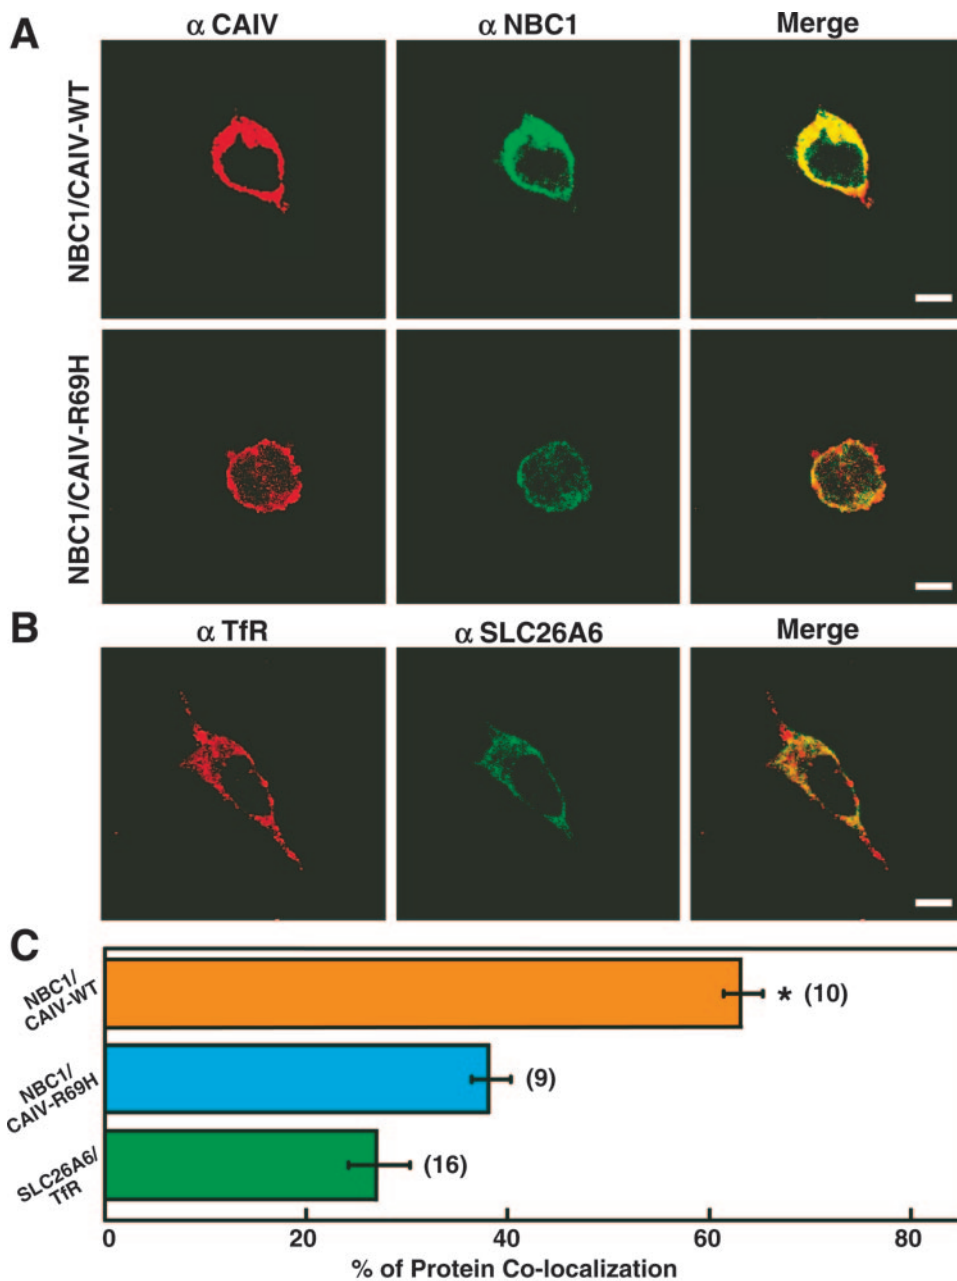 A
α CAIV
α NBC1
Merge
NBC1/CAIV-WT
NBC1/CAIV-R69H
B
α TfR
α SLC26A6
Merge
C
NBC1/
CAIV-WT
* (10)
NBC1/
CAIV-R69H
(9)
SLC26A6/
TfR
(16)
0 20 40 60 80
% of Protein Co-localization